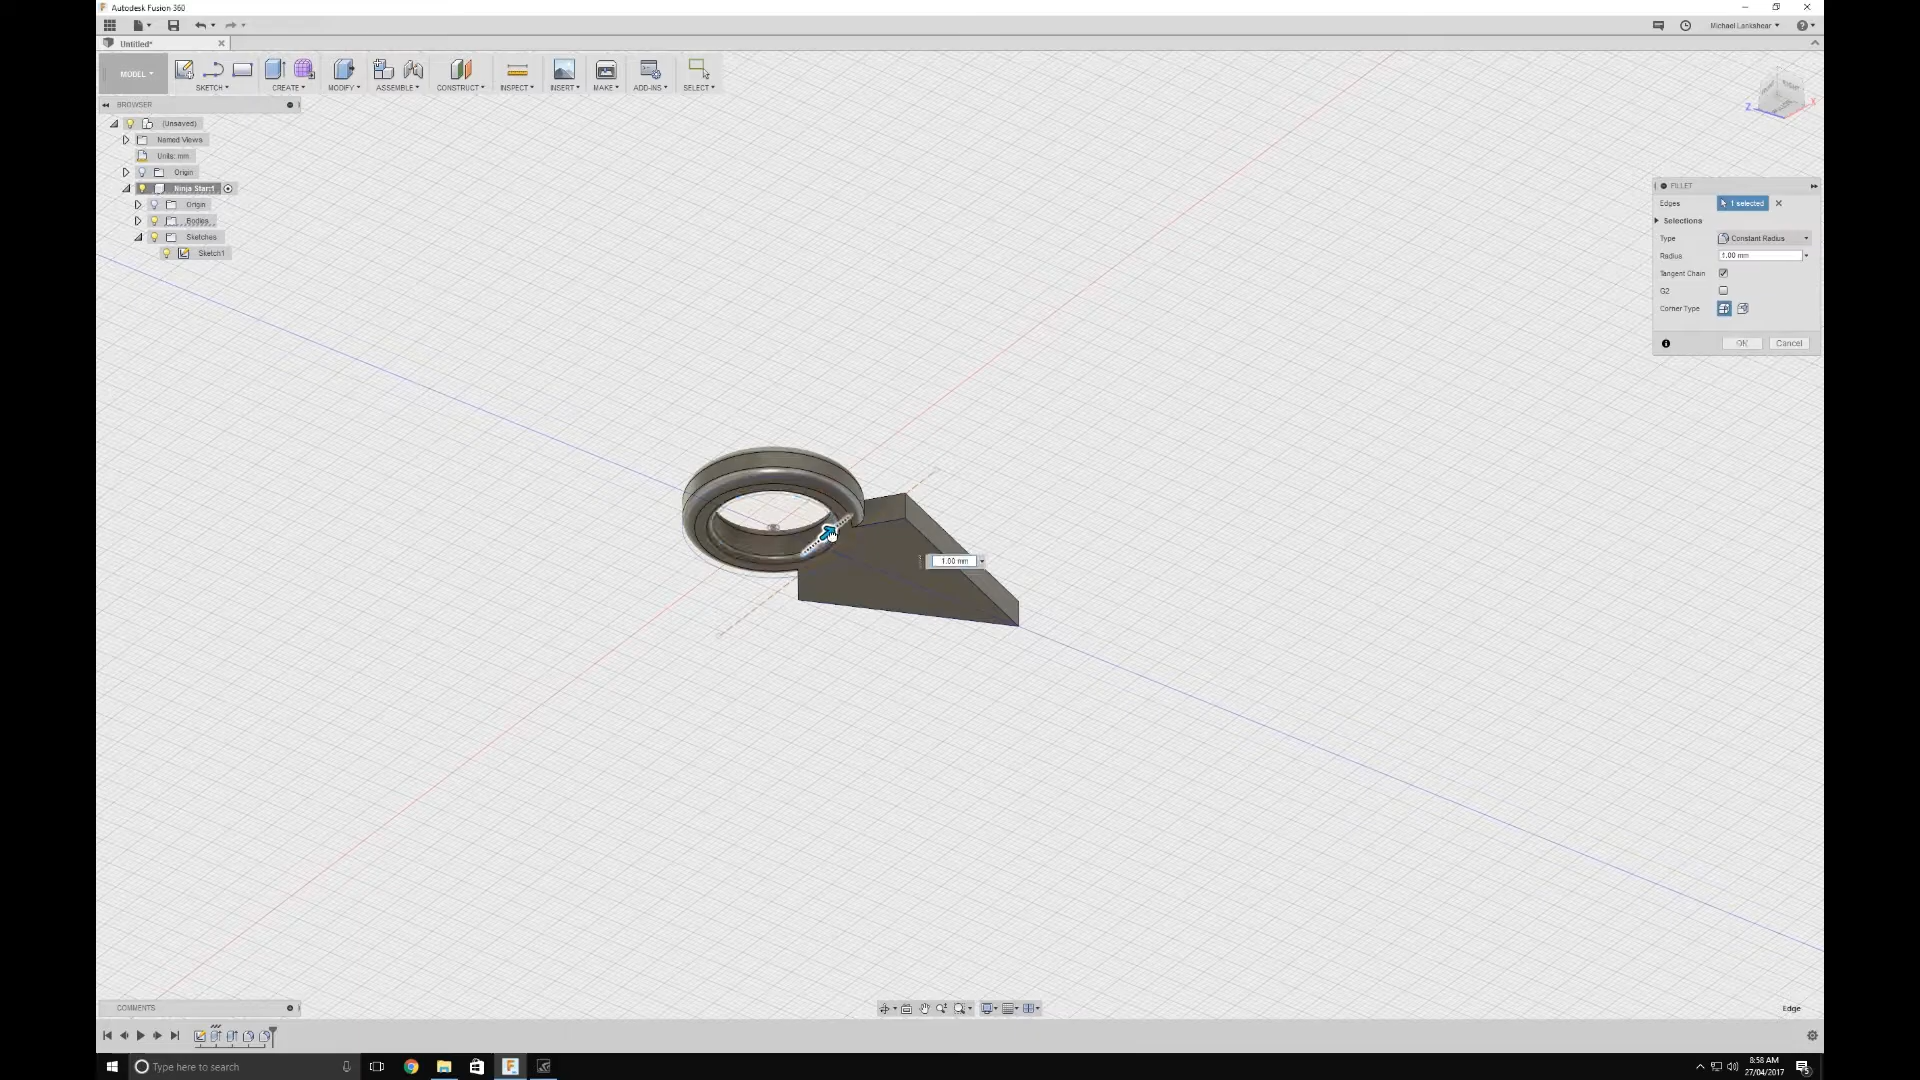 Autodesk Fusion 360
Michael Lankshear
Untitled*
MODEL
SKETCH
CREATE
MODIFY
ASSEMBLE
CONSTRUCT
INSPECT
INSERT
MAKE
ADD-INS
SELECT
BROWSER
(Unsaved)
Named Views
Units: mm
Origin
Ninja Star:1
Origin
Bodies
Sketches
Sketch1
Z
X
FILLET
Edges 1 selected
Selections
Type Constant Radius
Radius 1.00 mm
Tangent Chain
G2
Corner Type
OK Cancel
1.00 mm
COMMENTS
Edge
Type here to search
8:58 AM
27/04/2017